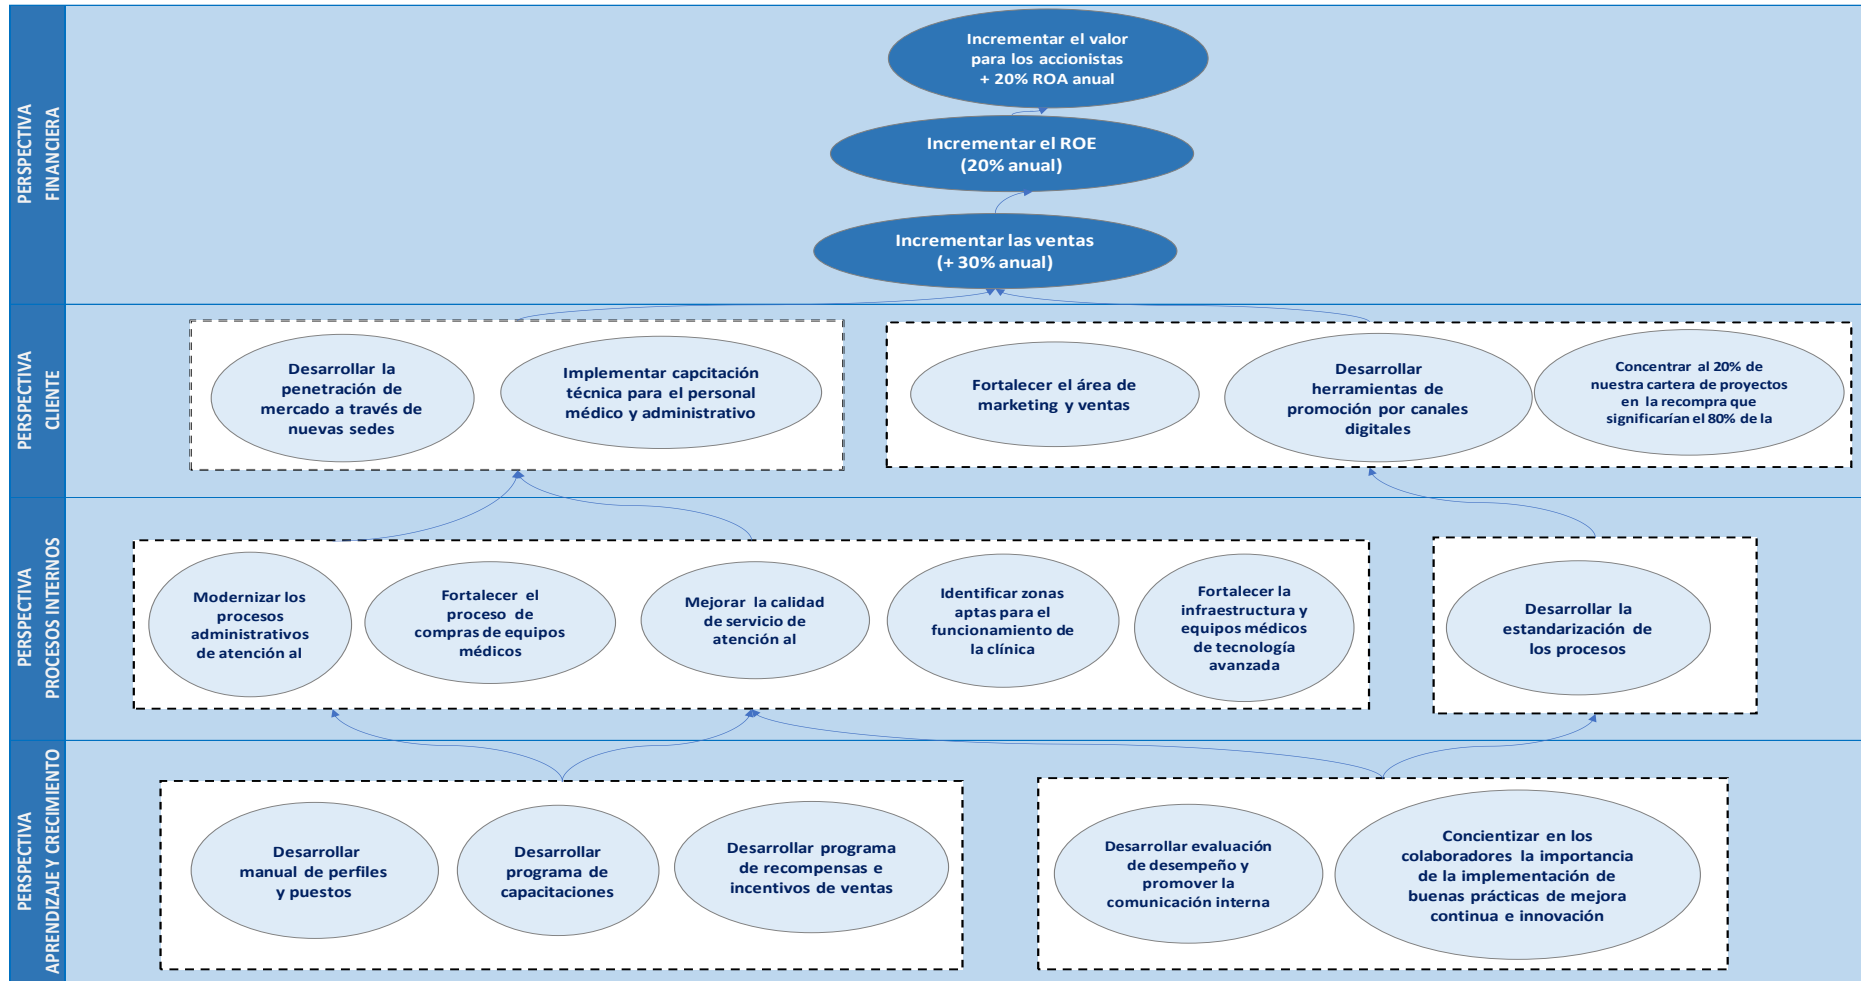 PERSPECTIVA
FINANCIERA
Incrementar el valor
para los accionistas
+ 20% ROA anual
Incrementar el ROE
(20% anual)
Incrementar las ventas
(+ 30% anual)
PERSPECTIVA
CLIENTE
Desarrollar la
penetración de
mercado a través de
nuevas sedes
Implementar capcitación
técnica para el personal
médico y administrativo
Fortalecer el área de
marketing y ventas
Desarrollar
herramientas de
promoción por canales
digitales
Concentrar al 20% de
nuestra cartera de proyectos
en la recompra que
significarían el 80% de la
PERSPECTIVA
PROCESOS INTERNOS
Modernizar los
procesos
administrativos
de atención al
Fortalecer el
proceso de
compras de equipos
médicos
Mejorar la calidad
de servicio de
atención al
Identificar zonas
aptas para el
funcionamiento de
la clínica
Fortalecer la
infraestructura y
equipos médicos
de tecnología
avanzada
Desarrollar la
estandarización de
los procesos
PERSPECTIVA
APRENDIZAJE Y CRECIMIENTO
Desarrollar
manual de perfiles
y puestos
Desarrollar
programa de
capacitaciones
Desarrollar programa
de recompensas e
incentivos de ventas
Desarrollar evaluación
de desempeño y
promover la
comunicación interna
Concientizar en los
colaboradores la importancia
de la implementación de
buenas prácticas de mejora
continua e innovación